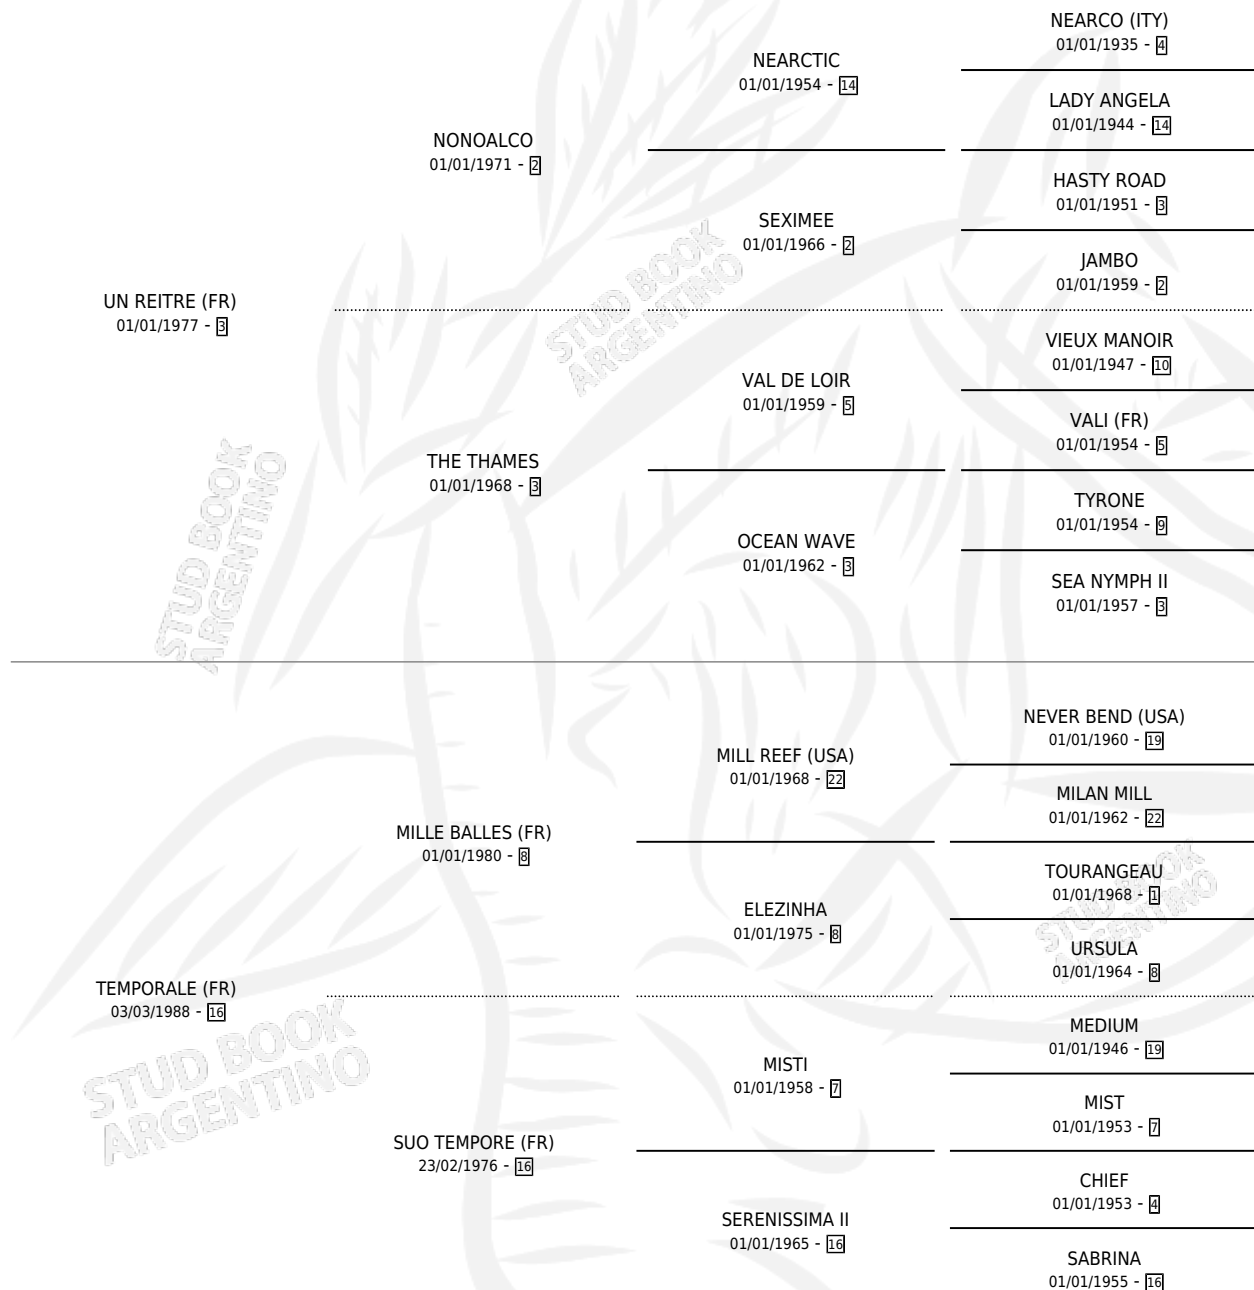 NEARCO (ITY)
01/01/1935 - 4
NEARCTIC
01/01/1954 - 14
LADY ANGELA
01/01/1944 - 14
NONOALCO
01/01/1971 - 2
HASTY ROAD
01/01/1951 - 3
SEXIMEE
01/01/1966 - 2
JAMBO
01/01/1959 - 2
UN REITRE (FR)
01/01/1977 - 3
VIEUX MANOIR
01/01/1947 - 10
VAL DE LOIR
01/01/1959 - 5
VALI (FR)
01/01/1954 - 5
THE THAMES
01/01/1968 - 3
TYRONE
01/01/1954 - 9
OCEAN WAVE
01/01/1962 - 3
SEA NYMPH II
01/01/1957 - 3
STUD BOOK
ARGENTINO
STUD BOOK
ARGENTINO
NEVER BEND (USA)
01/01/1960 - 19
MILL REEF (USA)
01/01/1968 - 22
MILAN MILL
01/01/1962 - 22
MILLE BALLES (FR)
01/01/1980 - 8
TOURANGEAU
01/01/1968 - 1
ELEZINHA
01/01/1975 - 8
URSULA
01/01/1964 - 8
TEMPORALE (FR)
03/03/1988 - 16
MEDIUM
01/01/1946 - 19
MISTI
01/01/1958 - 7
MIST
01/01/1953 - 7
SUO TEMPORE (FR)
23/02/1976 - 16
CHIEF
01/01/1953 - 4
SERENISSIMA II
01/01/1965 - 16
SABRINA
01/01/1955 - 16
STUD BOOK
ARGENTINO
STUD BOOK
ARGENTINO